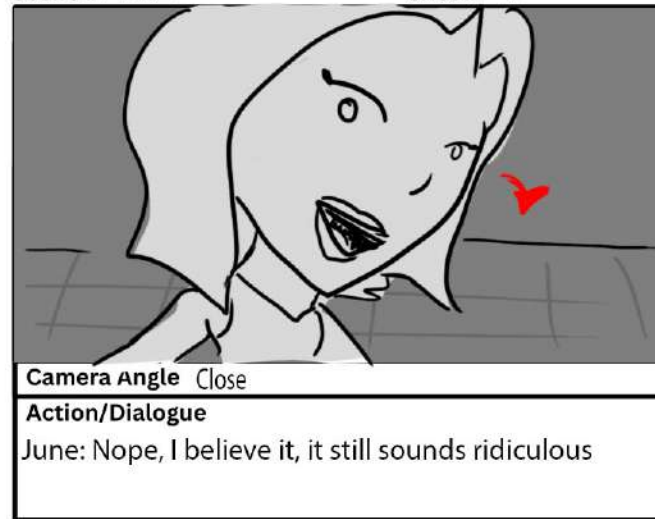 Camera Angle Close
Action/Dialogue
June: Nope, I believe it, it still sounds ridiculous